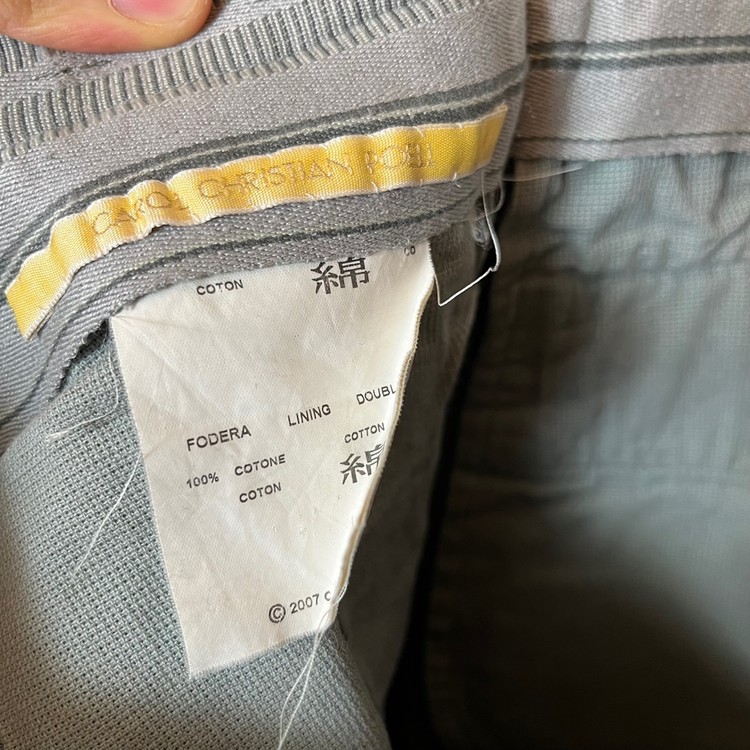 CAROL CHRISTIAN POELL
COTON 綿 CO
FODERA LINING DOUBL
100% COTONE COTTON
COTON 綿
© 2007 C